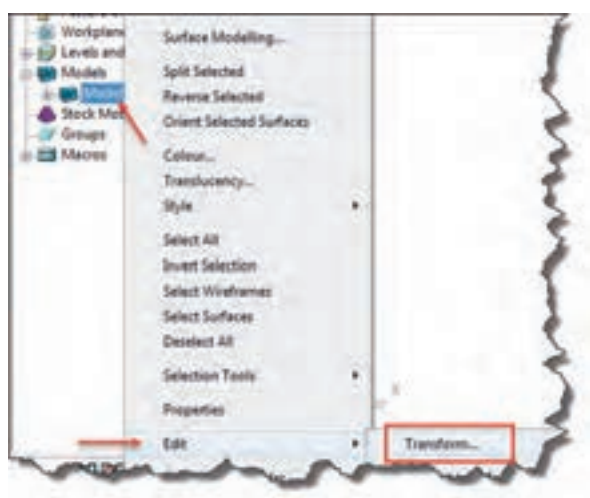 Workplane
Levels and
Models
Model
Stock Mo
Groups
Macros
Surface Modelling...
Split Selected
Reverse Selected
Orient Selected Surfaces
Colour...
Translucency...
Style
Select All
Invert Selection
Select Wireframes
Select Surfaces
Deselect All
Selection Tools
Properties
Edit
Transform...
X